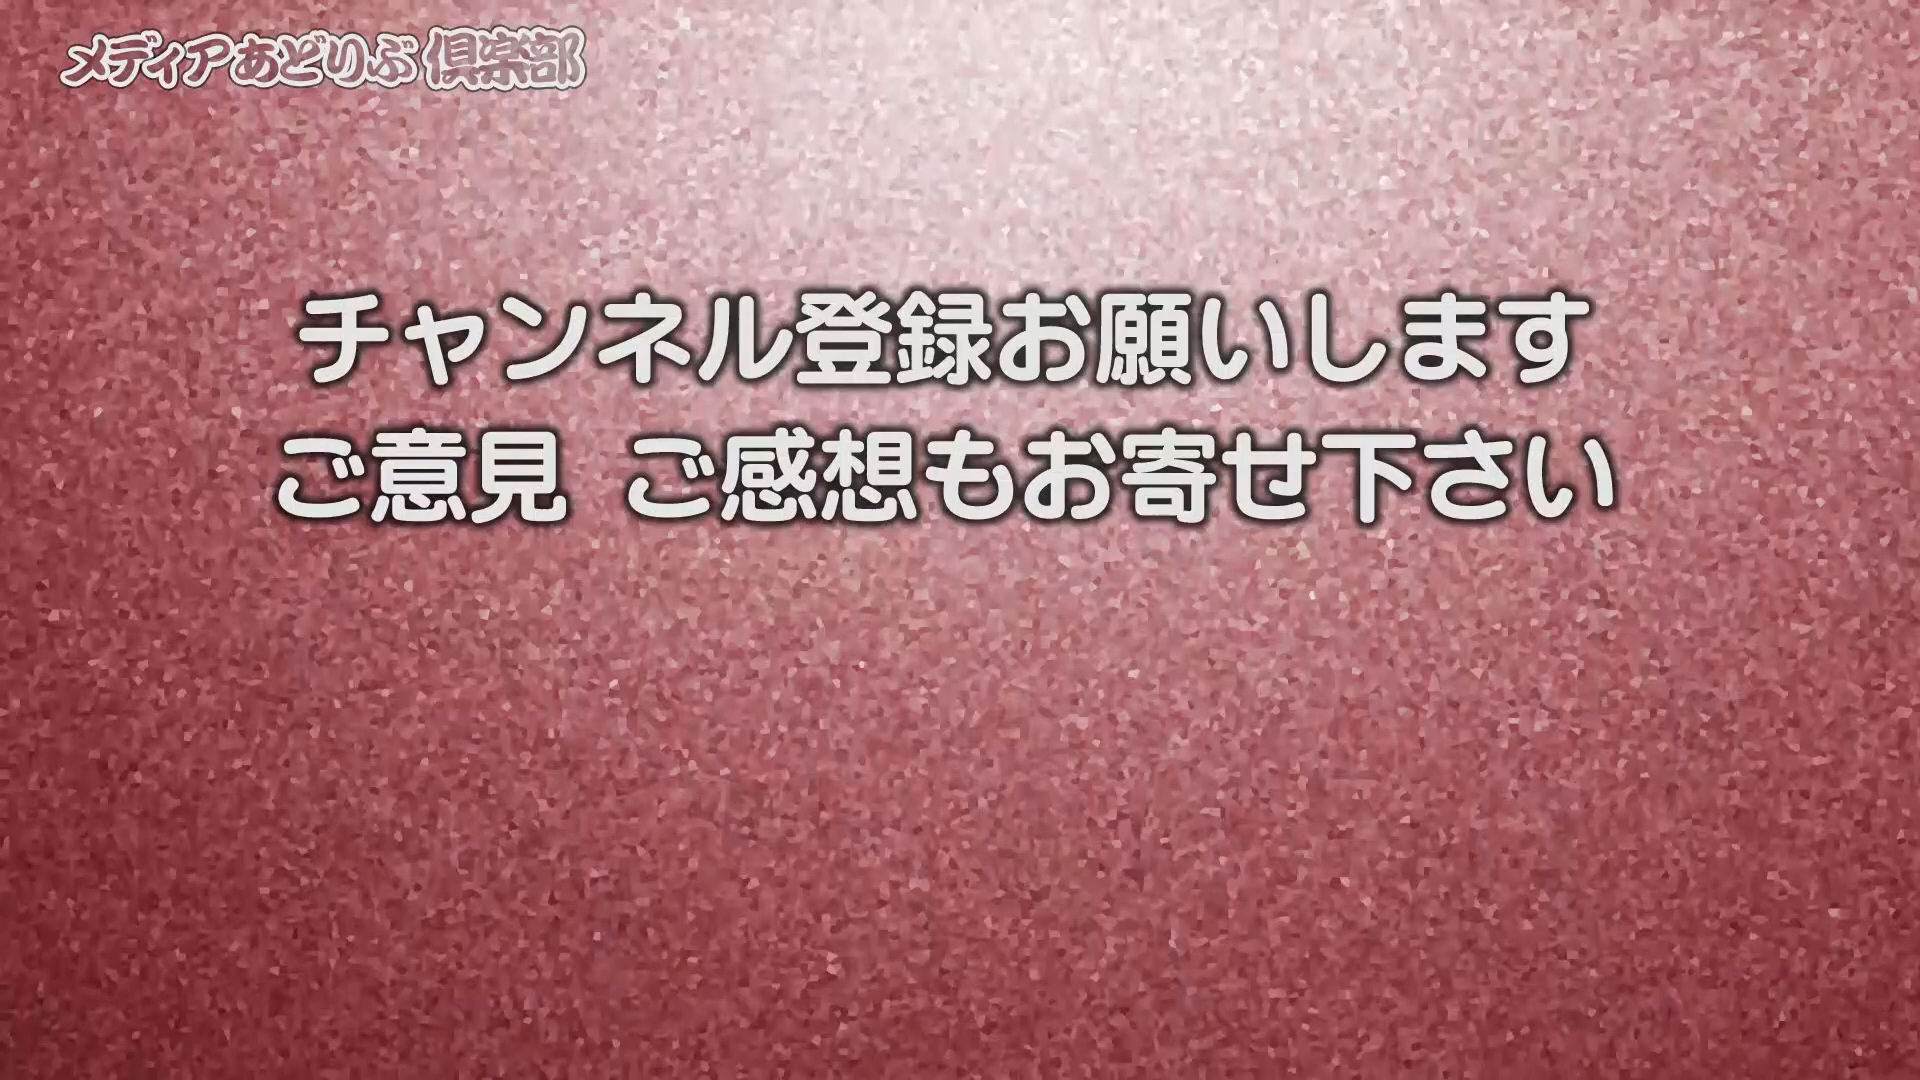 メディアあどりぶ倶楽部
チャンネル登録お願いします
ご意見 ご感想もお寄せ下さい